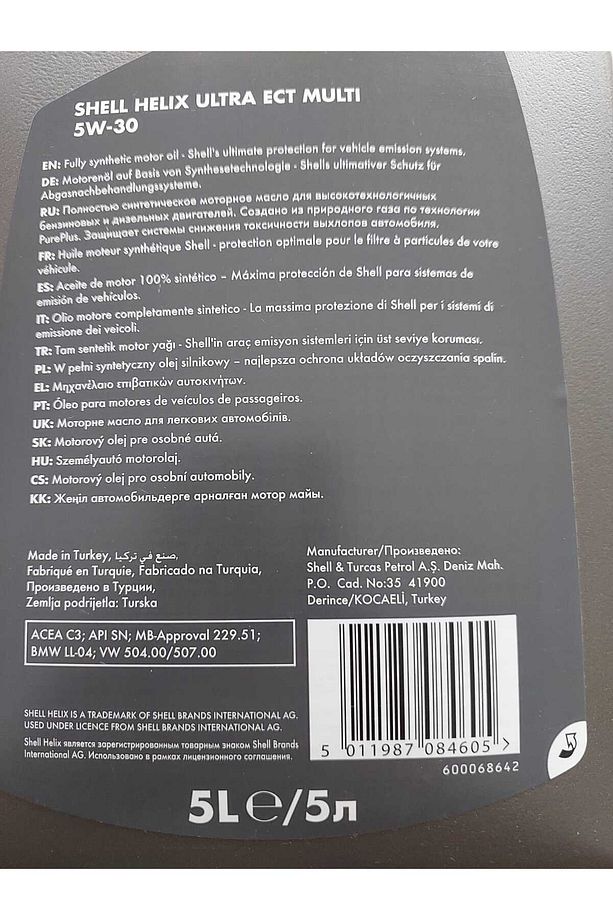 SHELL HELIX ULTRA ECT MULTI
5W-30
EN: Fully synthetic motor oil - Shell's ultimate protection for vehicle emission systems.
DE: Motorenöl auf Basis von Synthesetechnologie - Shells ultimativer Schutz für
Abgasnachbehandlungssysteme.
RU: Полностью синтетическое моторное масло для высокотехнологичных
бензиновых и дизельных двигателей. Создано из природного газа по технологии
PurePlus. Защищает системы снижения токсичности выхлопов автомобиля.
FR: Huile moteur synthétique Shell - protection optimale pour le filtre à particules de votre
véhicule.
ES: Aceite de motor 100% sintético – Máxima protección de Shell para sistemas de
emisión de vehículos.
IT: Olio motore completamente sintetico - La massima protezione di Shell per i sistemi di
emissione dei veicoli.
TR: Tam sentetik motor yağı - Shell'in araç emisyon sistemleri için üst seviye koruması.
PL: W pełni syntetyczny olej silnikowy – najlepsza ochrona układów oczyszczania spalin.
EL: Μηχανέλαιο επιβατικών αυτοκινήτων.
PT: Óleo para motores de veículos de passageiros.
UK: Моторне масло для легкових автомобілів.
SK: Motorový olej pre osobné autá.
HU: Személyautó motorolaj.
CS: Motorový olej pro osobní automobily.
KK: Жеңіл автомобильдерге арналған мотор майы.
Made in Turkey, صنع في تركيا,
Fabriqué en Turquie, Fabricado na Turquia,
Произведено в Турции,
Zemlja podrijetla: Turska
Manufacturer/Произведено:
Shell & Turcas Petrol A.Ş. Deniz Mah.
P.O. Cad. No:35 41900
Derince/KOCAELİ, Turkey
ACEA C3; API SN; MB-Approval 229.51;
BMW LL-04; VW 504.00/507.00
SHELL HELIX IS A TRADEMARK OF SHELL BRANDS INTERNATIONAL AG.
USED UNDER LICENCE FROM SHELL BRANDS INTERNATIONAL AG.
Shell Helix является зарегистрированным товарным знаком Shell Brands
International AG. Использовано в рамках лицензионного соглашения.
5 011987 084605 >
600068642
5L ℮/5л